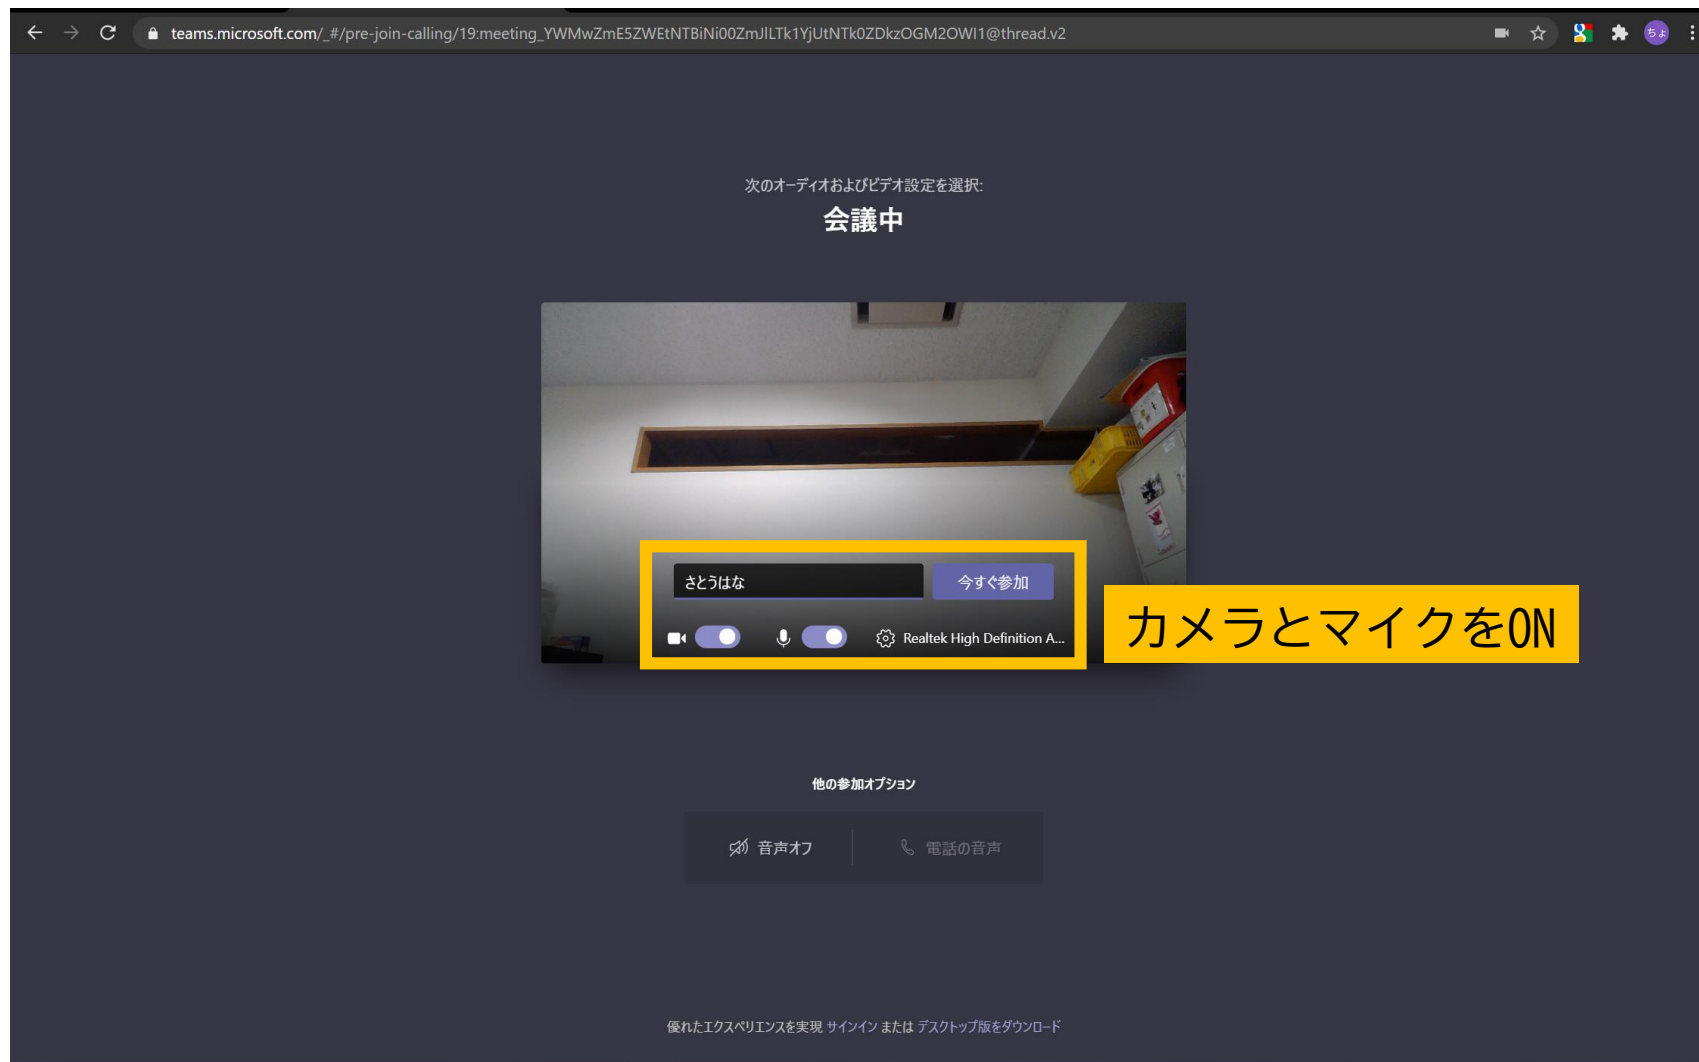 teams.microsoft.com/_#/pre-join-calling/19:meeting_YWMwZmE5ZWEtNTBiNi00ZmJlLTk1YjUtNTk0ZDkzOGM2OWI1@thread.v2
ちよ
次のオーディオおよびビデオ設定を選択:
会議中
さとうはな
今すぐ参加
Realtek High Definition A...
カメラとマイクをON
他の参加オプション
音声オフ
電話の音声
優れたエクスペリエンスを実現 サインイン または デスクトップ版をダウンロード